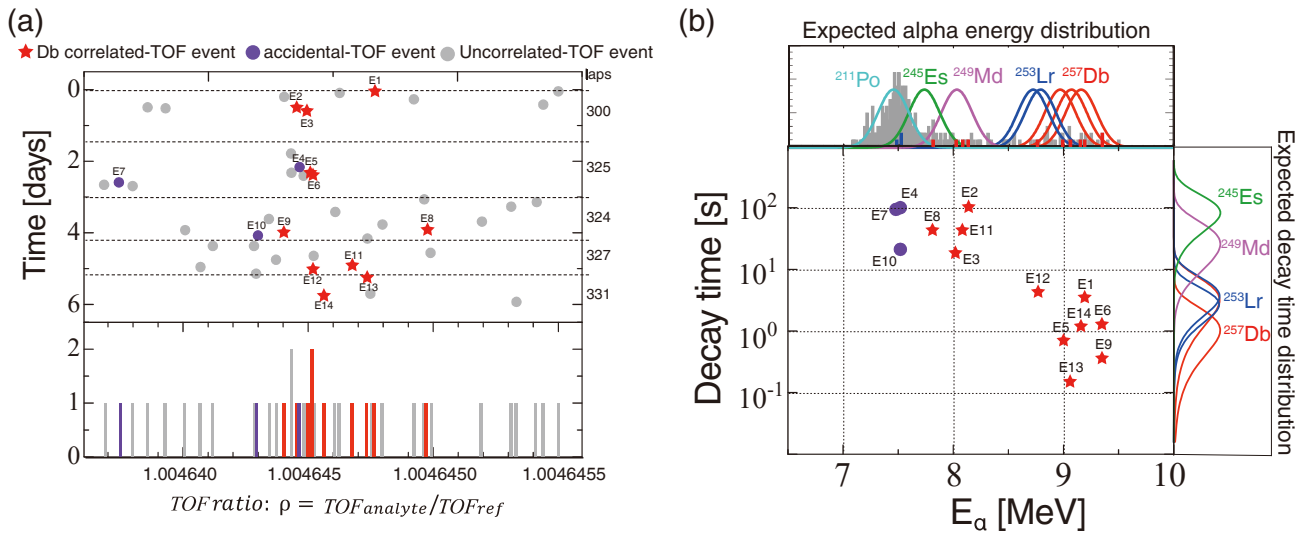 (a)
Db correlated-TOF event accidental-TOF event Uncorrelated-TOF event
laps
Time [days]
0
2
4
6
E1
E2
E3
300
E4
E5
E6
E7
325
E8
E9
E10
324
E11
E12
E13
327
E14
331
2
1
0
1.004640
1.004645
1.0046450
1.0046455
TOFratio: ρ = TOFanalyte/TOFref
(b)
Expected alpha energy distribution
²¹¹Po
²⁴⁵Es
²⁴⁹Md
²⁵³Lr
²⁵⁷Db
Decay time [s]
10²
10¹
10⁰
10⁻¹
E4
E7
E2
E8
E11
E10
E3
E12
E1
E14
E6
E5
E9
E13
²⁴⁵Es
²⁴⁹Md
²⁵³Lr
²⁵⁷Db
Expected decay time distribution
7
8
9
10
Eα [MeV]